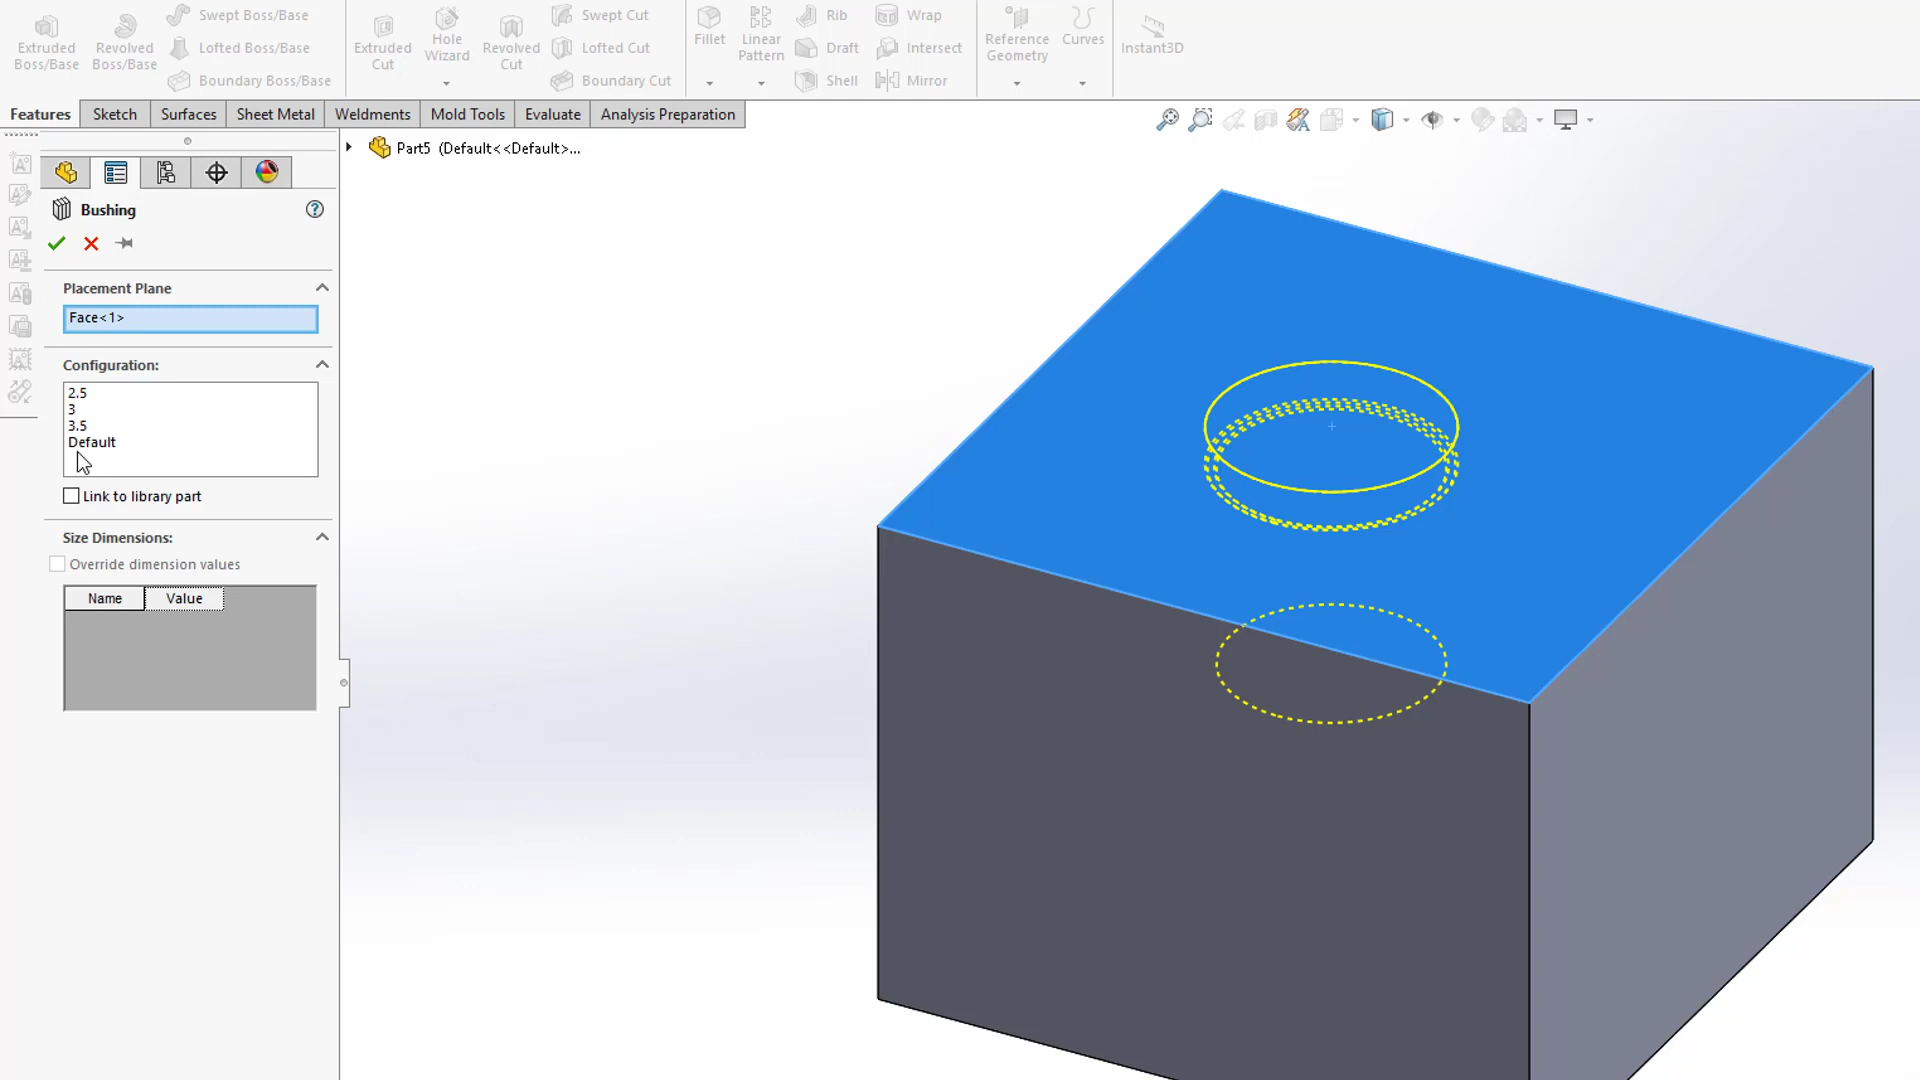 Extruded Boss/Base
Revolved Boss/Base
Swept Boss/Base
Lofted Boss/Base
Boundary Boss/Base
Extruded Cut
Hole Wizard
Revolved Cut
Swept Cut
Lofted Cut
Boundary Cut
Fillet
Linear Pattern
Rib
Draft
Shell
Wrap
Intersect
Mirror
Reference Geometry
Curves
Instant3D
Features
Sketch
Surfaces
Sheet Metal
Weldments
Mold Tools
Evaluate
Analysis Preparation
Part5 (Default<<Default>...
Bushing
Placement Plane
Face<1>
Configuration:
2.5
3
3.5
Default
Link to library part
Size Dimensions:
Override dimension values
Name Value